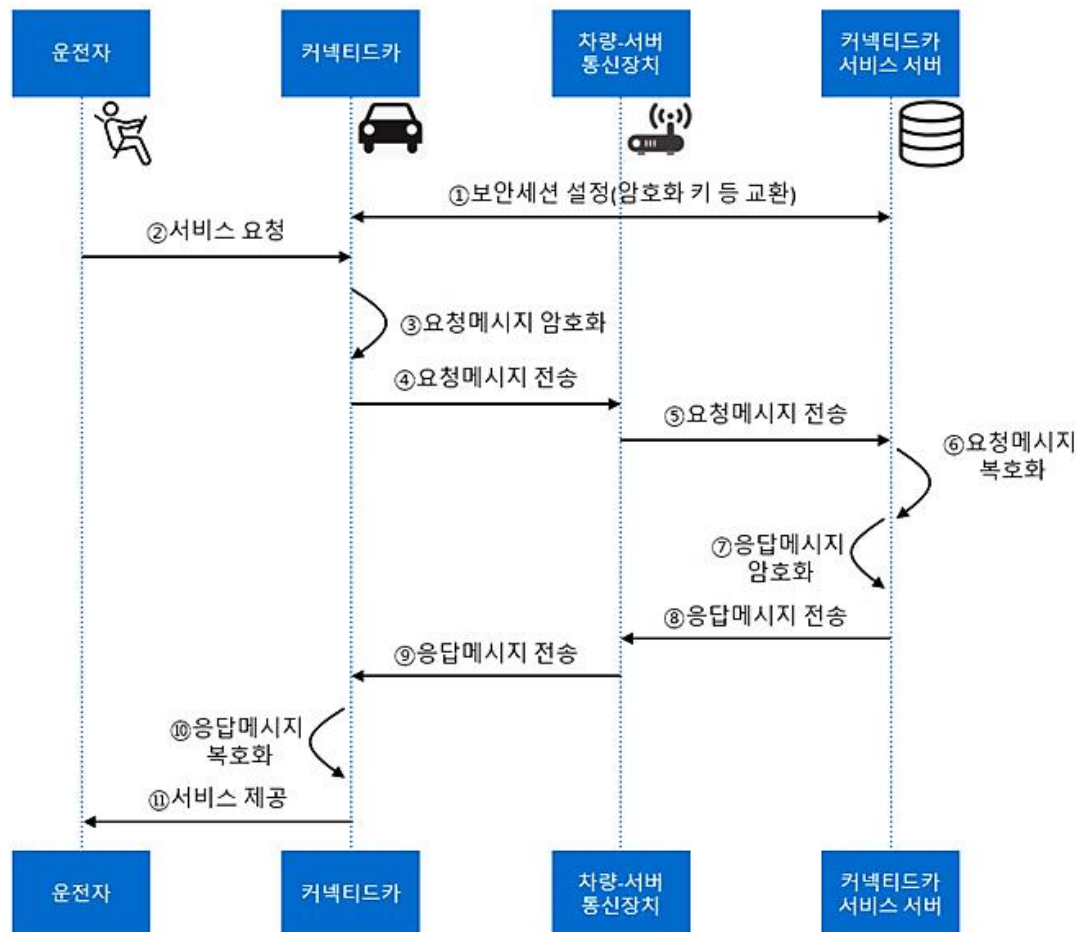 운전자
커넥티드카
차량-서버
통신장치
커넥티드카
서비스 서버
①보안세션 설정(암호화 키 등 교환)
②서비스 요청
③요청메시지 암호화
④요청메시지 전송
⑤요청메시지 전송
⑥요청메시지
복호화
⑦응답메시지
암호화
⑧응답메시지 전송
⑨응답메시지 전송
⑩응답메시지
복호화
⑪서비스 제공
운전자
커넥티드카
차량-서버
통신장치
커넥티드카
서비스 서버